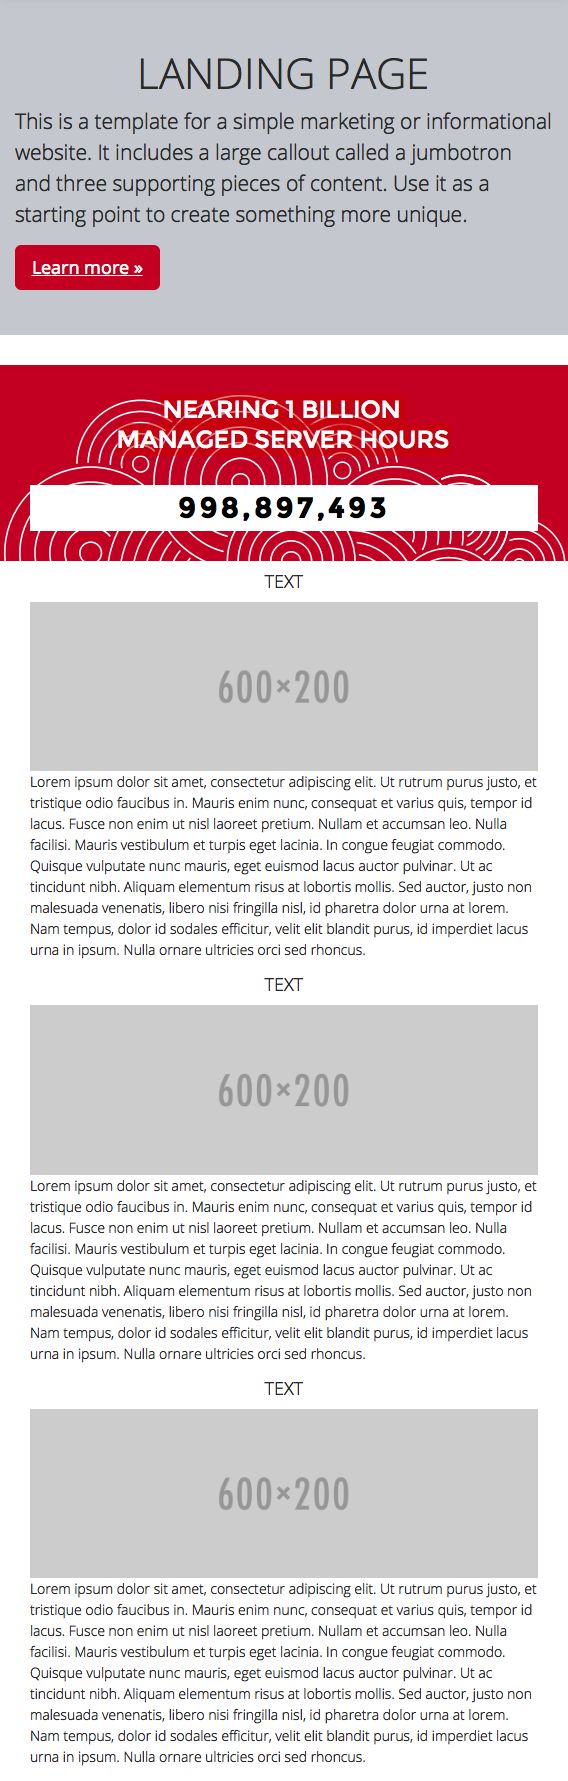 LANDING PAGE
This is a template for a simple marketing or informational
website. It includes a large callout called a jumbotron
and three supporting pieces of content. Use it as a
starting point to create something more unique.
Learn more »
NEARING 1 BILLION
MANAGED SERVER HOURS
998,897,493
TEXT
600×200
Lorem ipsum dolor sit amet, consectetur adipiscing elit. Ut rutrum purus justo, et
tristique odio faucibus in. Mauris enim nunc, consequat et varius quis, tempor id
lacus. Fusce non enim ut nisl laoreet pretium. Nullam et accumsan leo. Nulla
facilisi. Mauris vestibulum et turpis eget lacinia. In congue feugiat commodo.
Quisque vulputate nunc mauris, eget euismod lacus auctor pulvinar. Ut ac
tincidunt nibh. Aliquam elementum risus at lobortis mollis. Sed auctor, justo non
malesuada venenatis, libero nisi fringilla nisl, id pharetra dolor urna at lorem.
Nam tempus, dolor id sodales efficitur, velit elit blandit purus, id imperdiet lacus
urna in ipsum. Nulla ornare ultricies orci sed rhoncus.
TEXT
600×200
Lorem ipsum dolor sit amet, consectetur adipiscing elit. Ut rutrum purus justo, et
tristique odio faucibus in. Mauris enim nunc, consequat et varius quis, tempor id
lacus. Fusce non enim ut nisl laoreet pretium. Nullam et accumsan leo. Nulla
facilisi. Mauris vestibulum et turpis eget lacinia. In congue feugiat commodo.
Quisque vulputate nunc mauris, eget euismod lacus auctor pulvinar. Ut ac
tincidunt nibh. Aliquam elementum risus at lobortis mollis. Sed auctor, justo non
malesuada venenatis, libero nisi fringilla nisl, id pharetra dolor urna at lorem.
Nam tempus, dolor id sodales efficitur, velit elit blandit purus, id imperdiet lacus
urna in ipsum. Nulla ornare ultricies orci sed rhoncus.
TEXT
600×200
Lorem ipsum dolor sit amet, consectetur adipiscing elit. Ut rutrum purus justo, et
tristique odio faucibus in. Mauris enim nunc, consequat et varius quis, tempor id
lacus. Fusce non enim ut nisl laoreet pretium. Nullam et accumsan leo. Nulla
facilisi. Mauris vestibulum et turpis eget lacinia. In congue feugiat commodo.
Quisque vulputate nunc mauris, eget euismod lacus auctor pulvinar. Ut ac
tincidunt nibh. Aliquam elementum risus at lobortis mollis. Sed auctor, justo non
malesuada venenatis, libero nisi fringilla nisl, id pharetra dolor urna at lorem.
Nam tempus, dolor id sodales efficitur, velit elit blandit purus, id imperdiet lacus
urna in ipsum. Nulla ornare ultricies orci sed rhoncus.